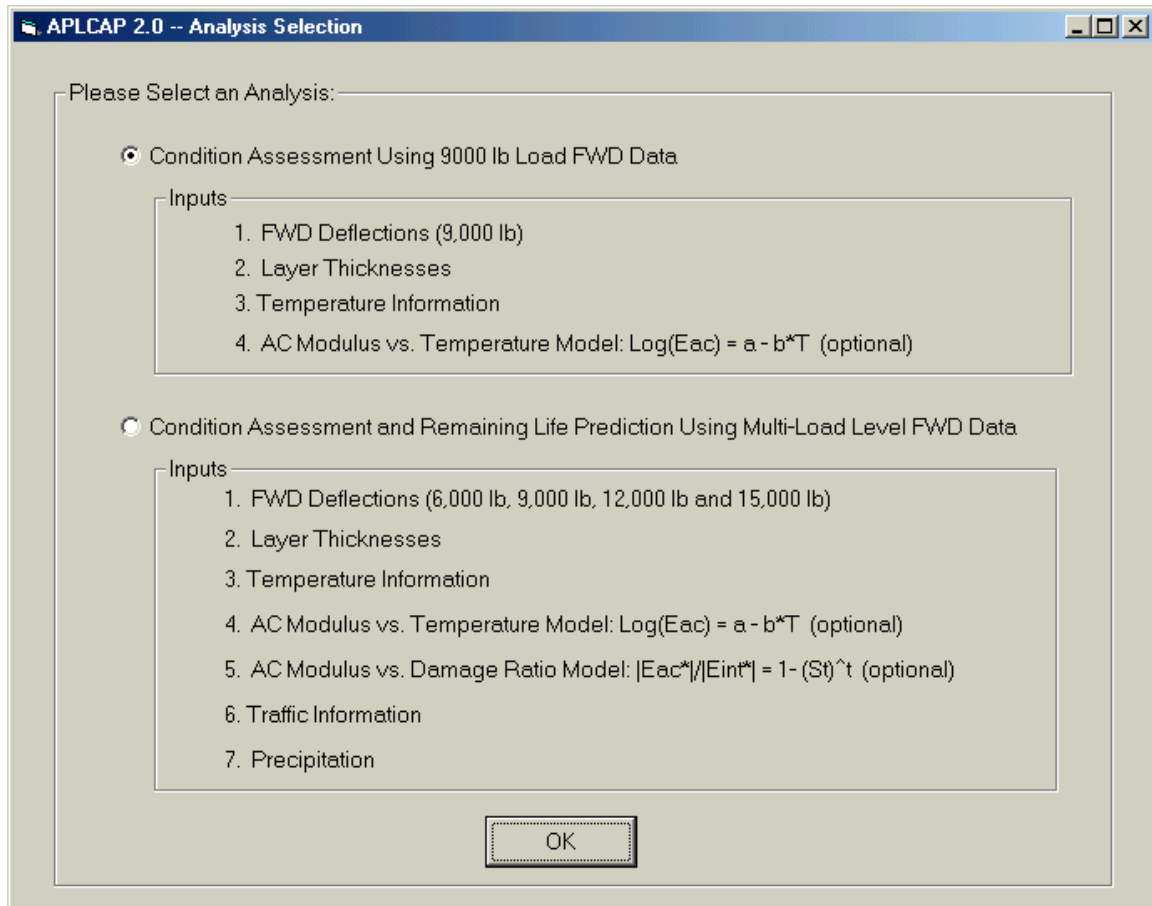 APLCAP 2.0 -- Analysis Selection
Please Select an Analysis:
Condition Assessment Using 9000 lb Load FWD Data
Inputs
1. FWD Deflections (9,000 lb)
2. Layer Thicknesses
3. Temperature Information
4. AC Modulus vs. Temperature Model: Log(Eac) = a - b*T (optional)
Condition Assessment and Remaining Life Prediction Using Multi-Load Level FWD Data
Inputs
1. FWD Deflections (6,000 lb, 9,000 lb, 12,000 lb and 15,000 lb)
2. Layer Thicknesses
3. Temperature Information
4. AC Modulus vs. Temperature Model: Log(Eac) = a - b*T (optional)
5. AC Modulus vs. Damage Ratio Model: |Eac*|/|Eint*| = 1- (St)^t (optional)
6. Traffic Information
7. Precipitation
OK